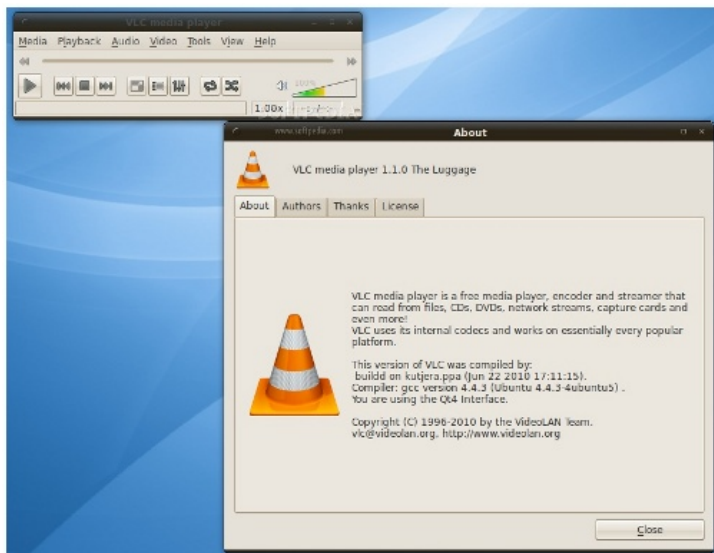 VLC media player
Media Playback Audio Video Tools View Help
100%
1.00x --:--/--:--
www.softpedia.com
About
VLC media player 1.1.0 The Luggage
About Authors Thanks License
VLC media player is a free media player, encoder and streamer that
can read from files, CDs, DVDs, network streams, capture cards and
even more!
VLC uses its internal codecs and works on essentially every popular
platform.
This version of VLC was compiled by:
buildd on kutjera.ppa (Jun 22 2010 17:11:15).
Compiler: gcc version 4.4.3 (Ubuntu 4.4.3-4ubuntu5) .
You are using the Qt4 Interface.
Copyright (C) 1996-2010 by the VideoLAN Team.
vlc@videolan.org, http://www.videolan.org
Close